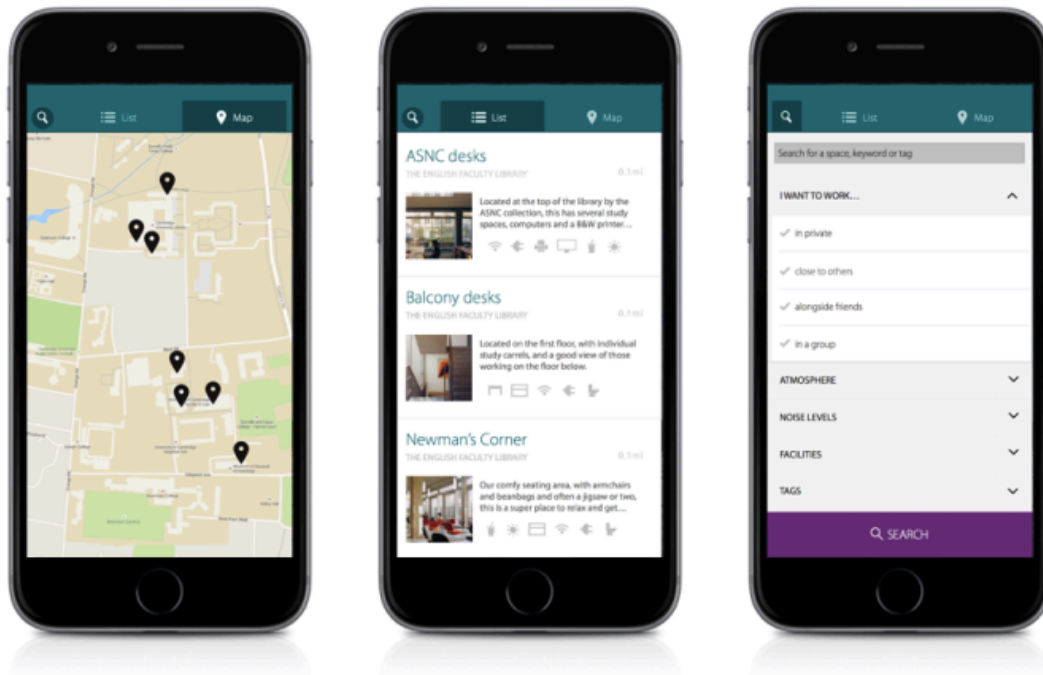 List
Map
List
Map
ASNC desks
THE ENGLISH FACULTY LIBRARY
0.1 mi
Located at the top of the library by the
ASNC collection, this has several study
spaces, computers and a B&W printer...
Balcony desks
THE ENGLISH FACULTY LIBRARY
0.1 mi
Located on the first floor, with individual
study carrels, and a good view of those
working on the floor below.
Newman's Corner
THE ENGLISH FACULTY LIBRARY
0.1 mi
Our comfy seating area, with armchairs
and beanbags and often a jigsaw or two,
this is a super place to relax and get....
List
Map
Search for a space, keyword or tag
I WANT TO WORK...
in private
close to others
alongside friends
in a group
ATMOSPHERE
NOISE LEVELS
FACILITIES
TAGS
SEARCH